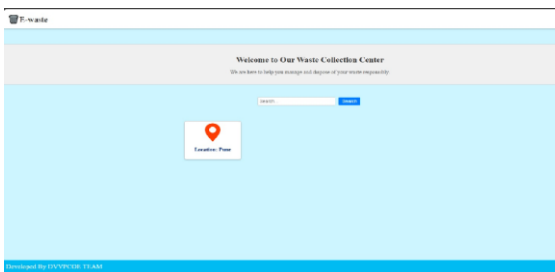 E-waste
Welcome to Our Waste Collection Center
We are here to help you manage and dispose of your waste responsibly.
Search
Search
Location: Pune
Developed By DYVPCOE TEAM